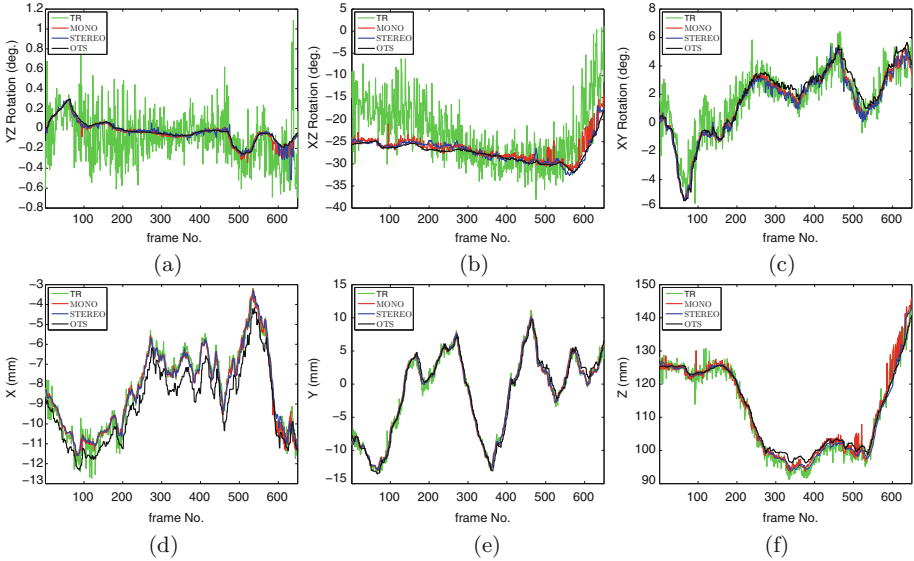 1.2
1
0.8
0.6
0.4
0.2
0
−0.2
−0.4
−0.6
−0.8
YZ Rotation (deg.)
TR
MONO
STEREO
OTS
100 200 300 400 500 600
frame No.
(a)
5
0
−5
−10
−15
−20
−25
−30
−35
−40
XZ Rotation (deg.)
TR
MONO
STEREO
OTS
100 200 300 400 500 600
frame No.
(b)
8
6
4
2
0
−2
−4
−6
XY Rotation (deg.)
TR
MONO
STEREO
OTS
100 200 300 400 500 600
frame No.
(c)
−3
−4
−5
−6
−7
−8
−9
−10
−11
−12
−13
X (mm)
TR
MONO
STEREO
OTS
100 200 300 400 500 600
frame No.
(d)
15
10
5
0
−5
−10
−15
Y (mm)
TR
MONO
STEREO
OTS
100 200 300 400 500 600
frame No.
(e)
150
140
130
120
110
100
90
Z (mm)
TR
MONO
STEREO
OTS
100 200 300 400 500 600
frame No.
(f)